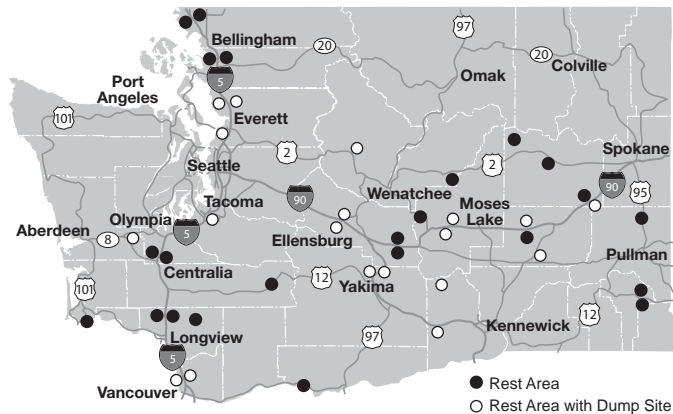 97
Bellingham
20
20
Colville
Omak
5
Port
Angeles
101
Everett
Seattle
2
2
Spokane
90
95
Wenatchee
90
Moses
Lake
Tacoma
Olympia
5
Aberdeen
8
Ellensburg
Centralia
Pullman
12
Yakima
101
12
Kennewick
97
Longview
5
Vancouver
Rest Area
Rest Area with Dump Site